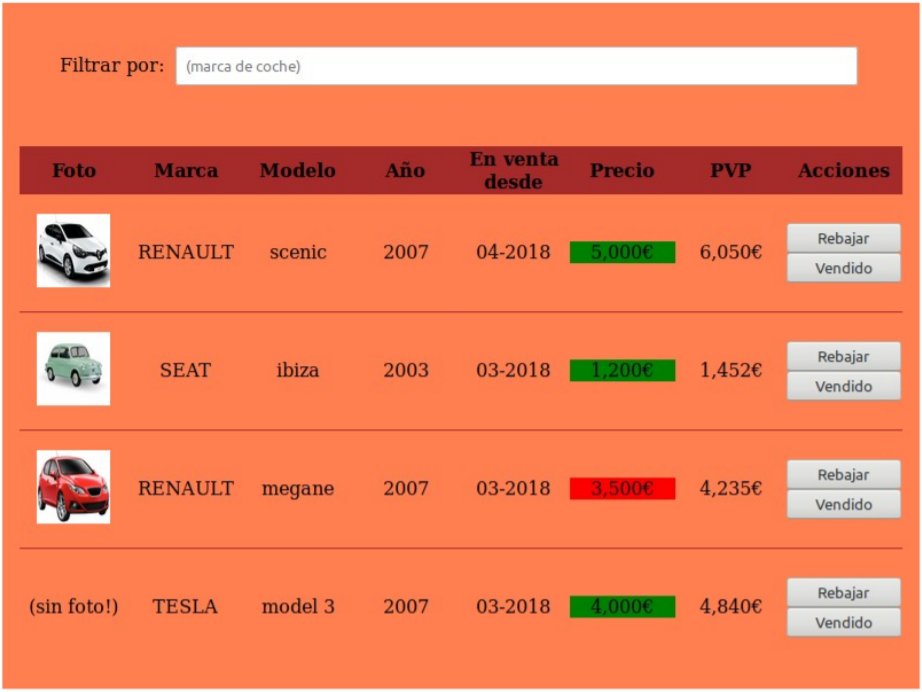 Filtrar por: (marca de coche)
Foto Marca Modelo Año En venta desde Precio PVP Acciones
RENAULT scenic 2007 04-2018 5,000€ 6,050€ Rebajar
Vendido
SEAT ibiza 2003 03-2018 1,200€ 1,452€ Rebajar
Vendido
RENAULT megane 2007 03-2018 3,500€ 4,235€ Rebajar
Vendido
(sin foto!) TESLA model 3 2007 03-2018 4,000€ 4,840€ Rebajar
Vendido